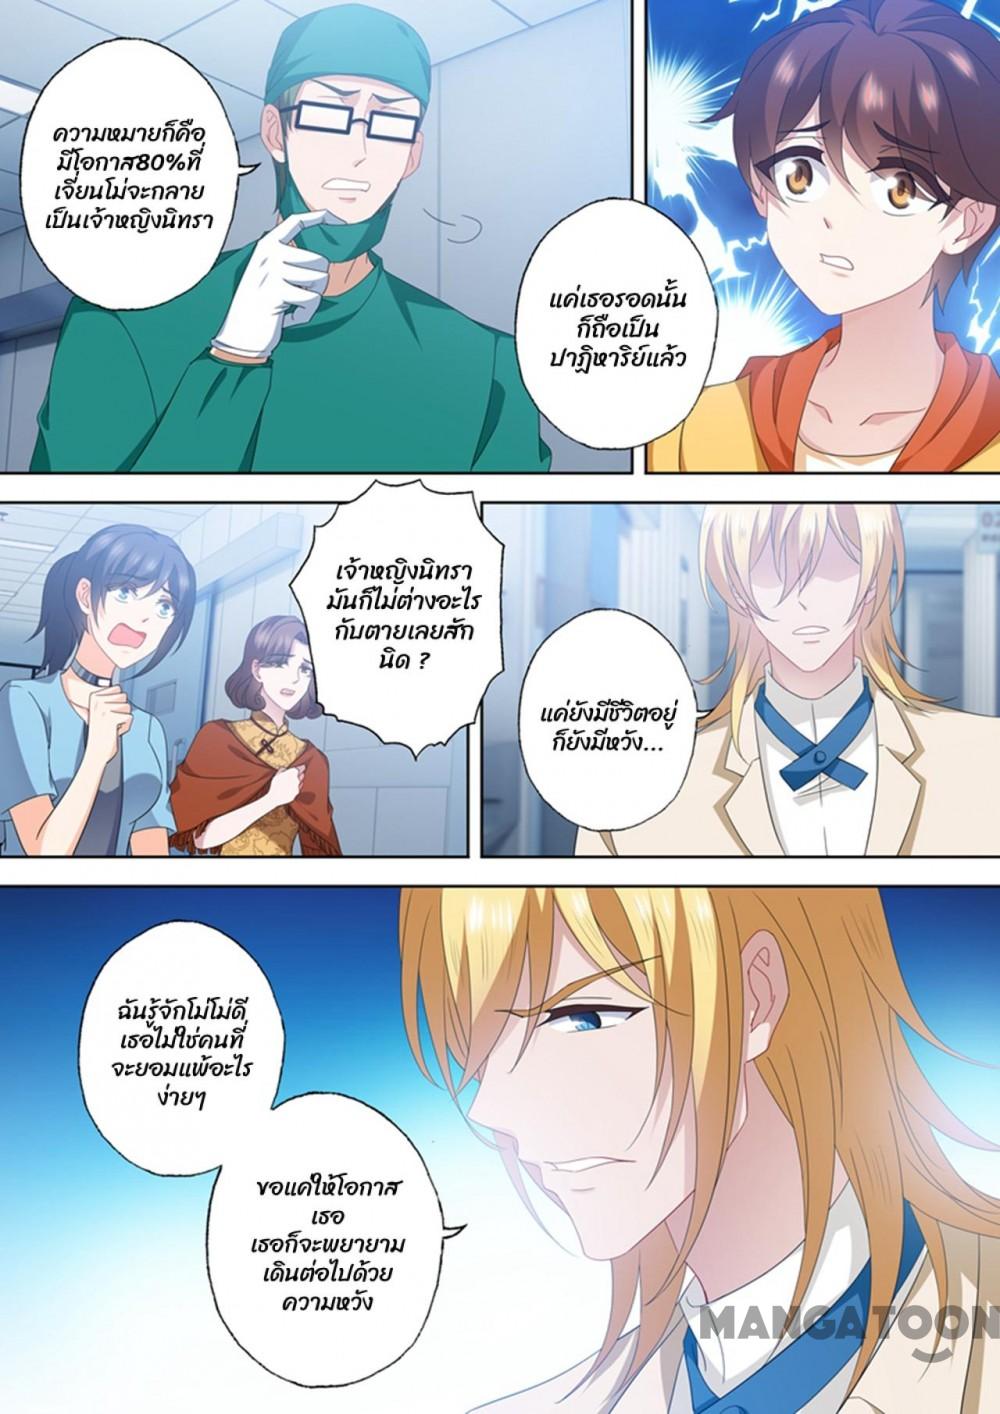 ความหมายก็คือ
มีโอกาส80%ที่
เจี่ยนโม่จะกลาย
เป็นเจ้าหญิงนิทรา
แค่เธอรอดนั้น
ก็ถือเป็น
ปาฏิหาริย์แล้ว
เจ้าหญิงนิทรา
มันก็ไม่ต่างอะไร
กับตายเลยสัก
นิด ?
แค่ยังมีชีวิตอยู่
ก็ยังมีหวัง...
ฉันรู้จักโม่โม่ดี
เธอไม่ใช่คนที่
จะยอมแพ้อะไร
ง่ายๆ
ขอแค่ให้โอกาส
เธอ
เธอก็จะพยายาม
เดินต่อไปด้วย
ความหวัง
MANGATOON